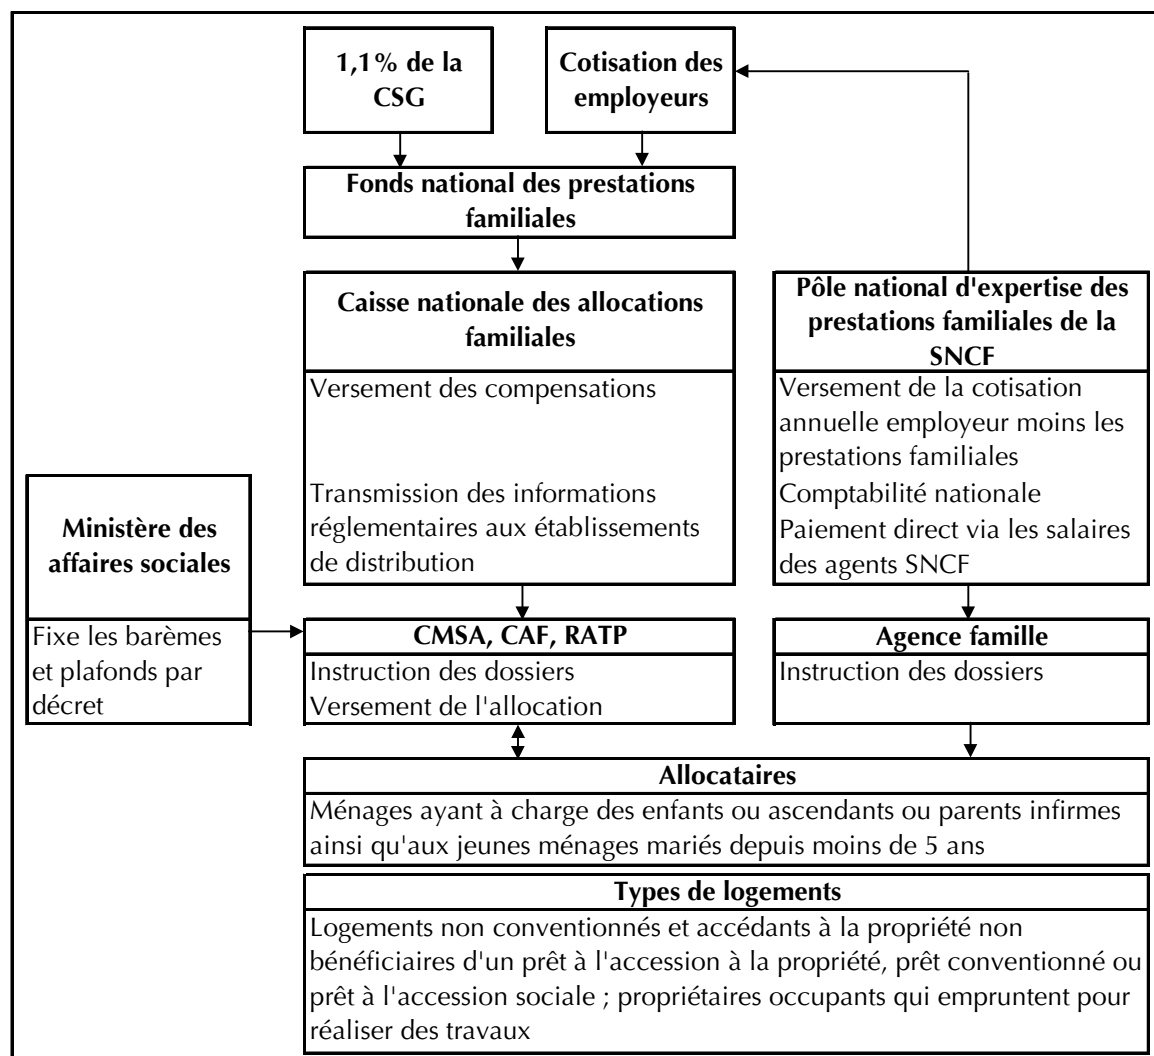 1,1% de la
CSG
Cotisation des
employeurs
Fonds national des prestations
familiales
Caisse nationale des allocations
familiales
Versement des compensations
Transmission des informations
réglementaires aux établissements
de distribution
Pôle national d'expertise des
prestations familiales de la
SNCF
Versement de la cotisation
annuelle employeur moins les
prestations familiales
Comptabilité nationale
Paiement direct via les salaires
des agents SNCF
Ministère des
affaires sociales
Fixe les barèmes
et plafonds par
décret
CMSA, CAF, RATP
Instruction des dossiers
Versement de l'allocation
Agence famille
Instruction des dossiers
Allocataires
Ménages ayant à charge des enfants ou ascendants ou parents infirmes
ainsi qu'aux jeunes ménages mariés depuis moins de 5 ans
Types de logements
Logements non conventionnés et accédants à la propriété non
bénéficiaires d'un prêt à l'accession à la propriété, prêt conventionné ou
prêt à l'accession sociale ; propriétaires occupants qui empruntent pour
réaliser des travaux